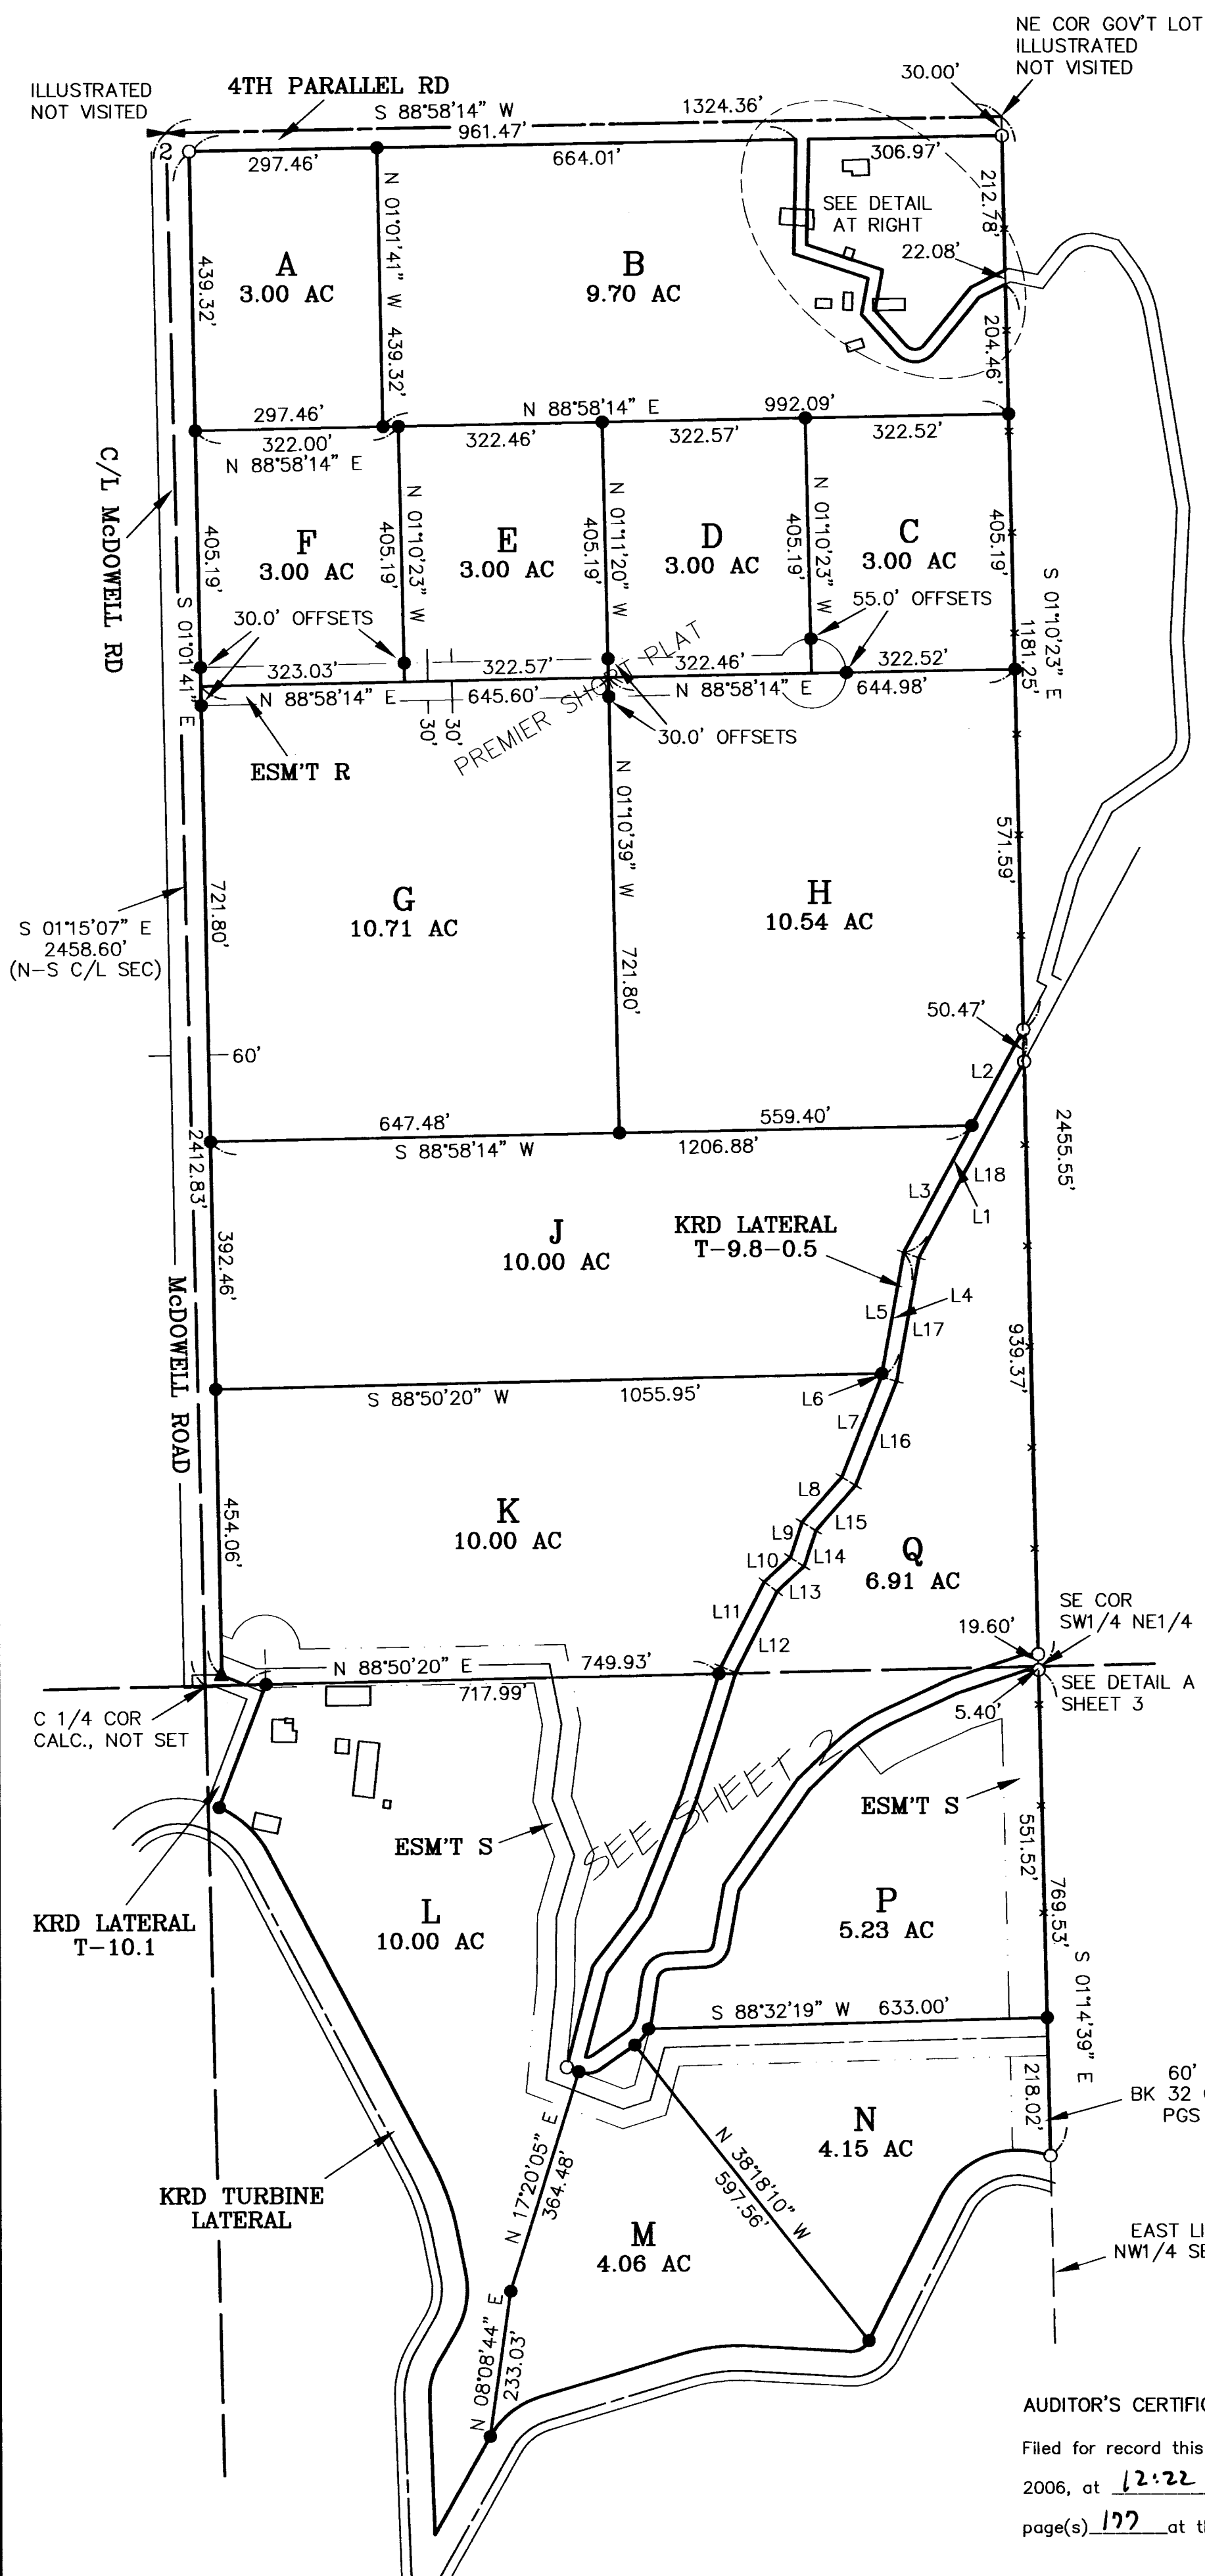 NE COR GOV'T LOT
ILLUSTRATED
NOT VISITED
30.00'
ILLUSTRATED
NOT VISITED
4TH PARALLEL RD
S 88°58'14" W
1324.36'
961.47'
2
297.46'
664.01'
306.97'
SEE DETAIL
AT RIGHT
212.78'
22.08'
204.46'
439.32'
A
3.00 AC
N 01°01'41" W 439.32'
B
9.70 AC
297.46'
322.00'
N 88°58'14" E
N 88°58'14" E
992.09'
322.46'
322.57'
322.52'
C/L McDOWELL RD
405.19'
F
3.00 AC
405.19'
N 01°10'23" W
E
3.00 AC
405.19'
N 01°11'20" W
D
3.00 AC
405.19'
N 01°10'23" W
C
3.00 AC
405.19'
S 01°10'23" E
1181.25'
30.0' OFFSETS
55.0' OFFSETS
S 01°01'41" E
323.03'
322.57'
322.46'
322.52'
N 88°58'14" E
645.60'
N 88°58'14" E
644.98'
30'
30'
PREMIER SHORT PLAT
30.0' OFFSETS
ESM'T R
N 01°10'39" W
721.80'
571.59'
G
10.71 AC
H
10.54 AC
721.80'
S 01°15'07" E
2458.60'
(N-S C/L SEC)
50.47'
60'
L2
647.48'
559.40'
S 88°58'14" W
1206.88'
2412.83'
2455.55'
L18
L3
L1
392.46'
J
10.00 AC
KRD LATERAL
T-9.8-0.5
L5
L4
L17
McDOWELL ROAD
939.37'
S 88°50'20" W
1055.95'
L6
L7
L16
L8
454.06'
K
10.00 AC
L9
L15
L10
L14
L13
Q
6.91 AC
L11
L12
19.60'
SE COR
SW1/4 NE1/4
N 88°50'20" E
749.93'
717.99'
SEE DETAIL A
SHEET 3
5.40'
C 1/4 COR
CALC., NOT SET
SEE SHEET 2
ESM'T S
ESM'T S
551.52'
KRD LATERAL
T-10.1
L
10.00 AC
P
5.23 AC
769.53'
S 01°14'39" E
S 88°32'19" W
633.00'
218.02'
60'
BK 32
PGS
N
4.15 AC
N 38°18'10" W
597.56'
N 17°20'05" E
364.48'
KRD TURBINE
LATERAL
M
4.06 AC
EAST LI
NW1/4 SE
N 08°08'44" E
233.03'
AUDITOR'S CERTIFIC
Filed for record this
2006, at 12:22
page(s) 177 at th